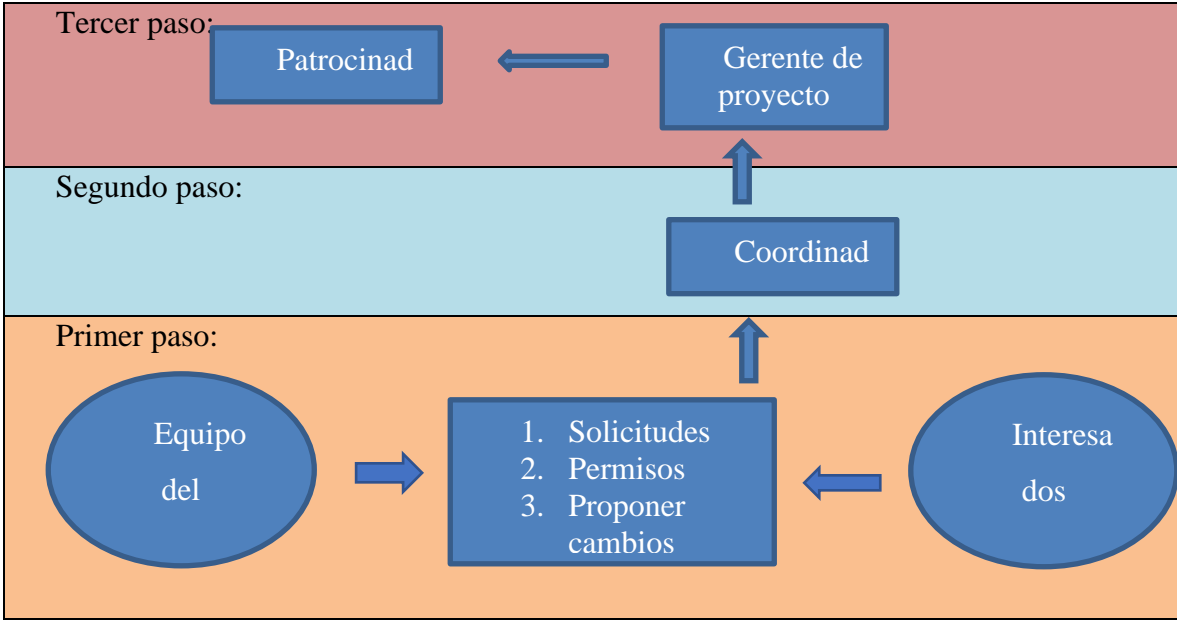 Tercer paso:
Patrocinad
Gerente de
proyecto
Segundo paso:
Coordinad
Primer paso:
Equipo
del
1. Solicitudes
2. Permisos
3. Proponer
cambios
Interesa
dos